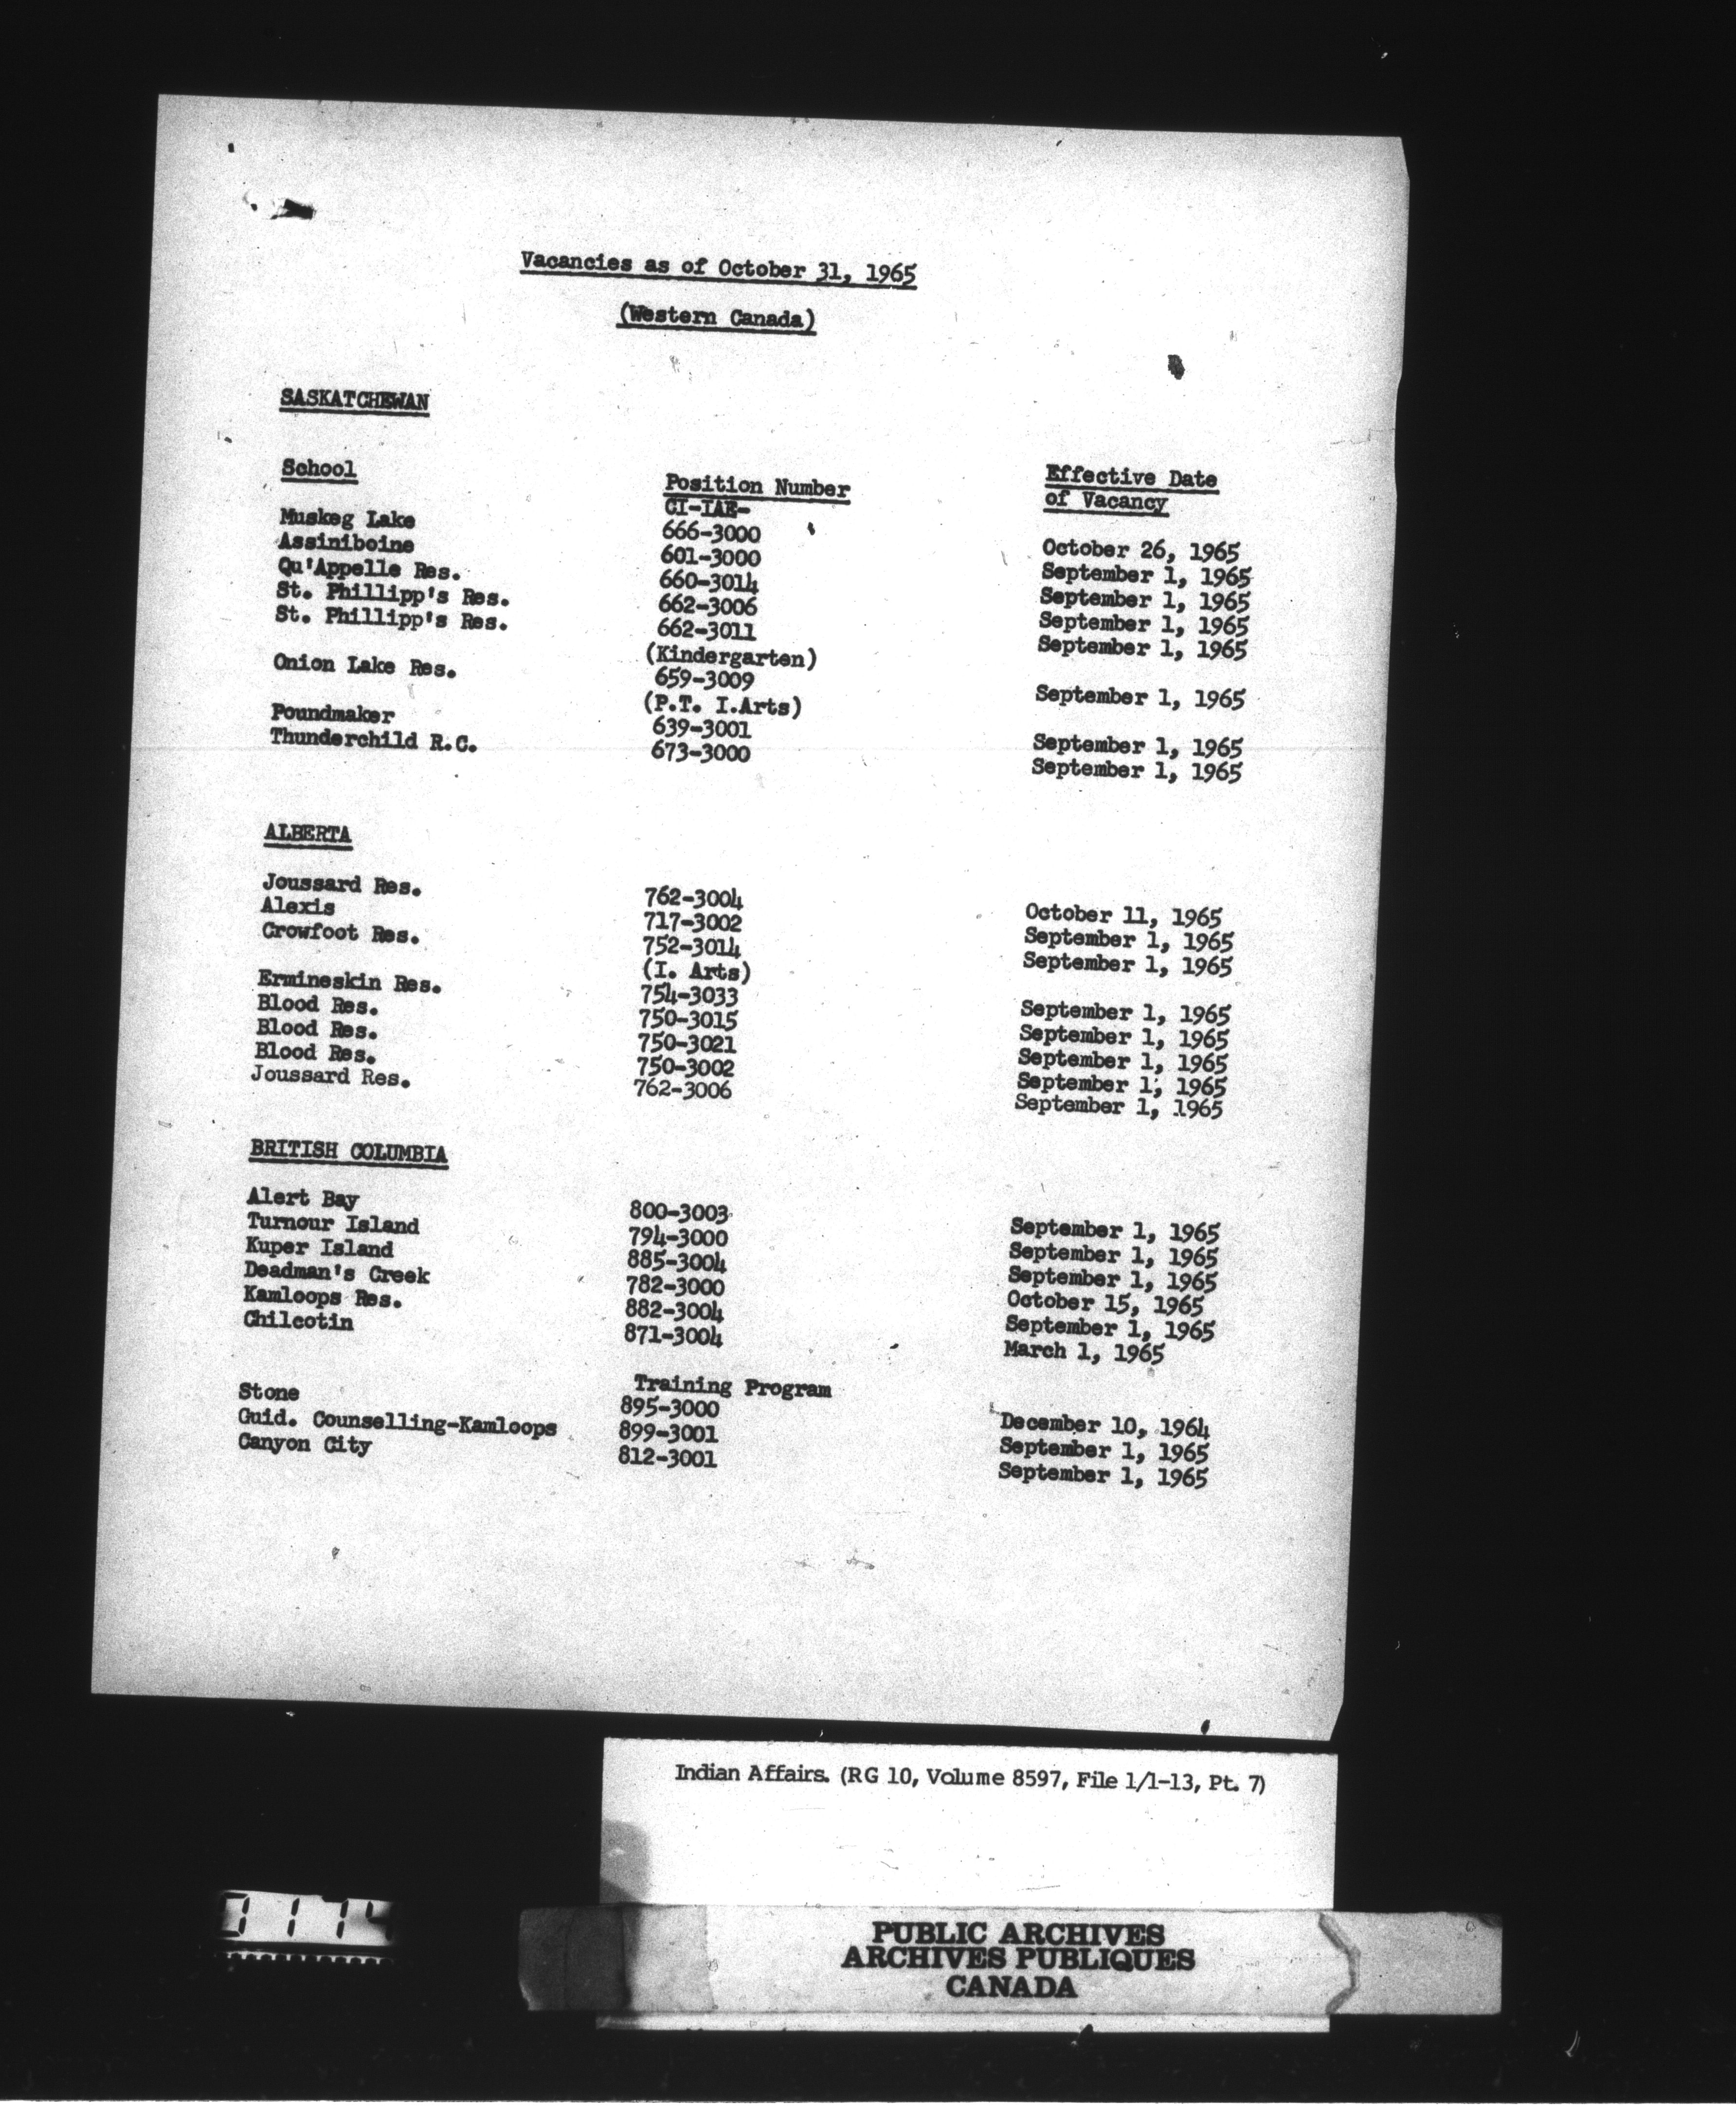 Vacancies as of October 31, 1965
(Western Canada)
SASKATCHEWAN
School Position Number Effective Date
CI-IAE- of Vacancy
Muskeg Lake 666-3000 October 26, 1965
Assiniboine 601-3000 September 1, 1965
Qu'Appelle Res. 660-3014 September 1, 1965
St. Phillipp's Res. 662-3006 September 1, 1965
St. Phillipp's Res. 662-3011 September 1, 1965
(Kindergarten)
Onion Lake Res. 659-3009 September 1, 1965
(P.T. I.Arts)
Poundmaker 639-3001 September 1, 1965
Thunderchild R.C. 673-3000 September 1, 1965
ALBERTA
Joussard Res. 762-3004 October 11, 1965
Alexis 717-3002 September 1, 1965
Crowfoot Res. 752-3014 September 1, 1965
(I. Arts)
Ermineskin Res. 754-3033 September 1, 1965
Blood Res. 750-3015 September 1, 1965
Blood Res. 750-3021 September 1, 1965
Blood Res. 750-3002 September 1, 1965
Joussard Res. 762-3006 September 1, 1965
BRITISH COLUMBIA
Alert Bay 800-3003 September 1, 1965
Turnour Island 794-3000 September 1, 1965
Kuper Island 885-3004 September 1, 1965
Deadman's Creek 782-3000 October 15, 1965
Kamloops Res. 882-3004 September 1, 1965
Chilcotin 871-3004 March 1, 1965
Training Program
Stone 895-3000 December 10, 1964
Guid. Counselling-Kamloops 899-3001 September 1, 1965
Canyon City 812-3001 September 1, 1965
Indian Affairs. (RG 10, Volume 8597, File 1/1-13, Pt. 7)
PUBLIC ARCHIVES
ARCHIVES PUBLIQUES
CANADA